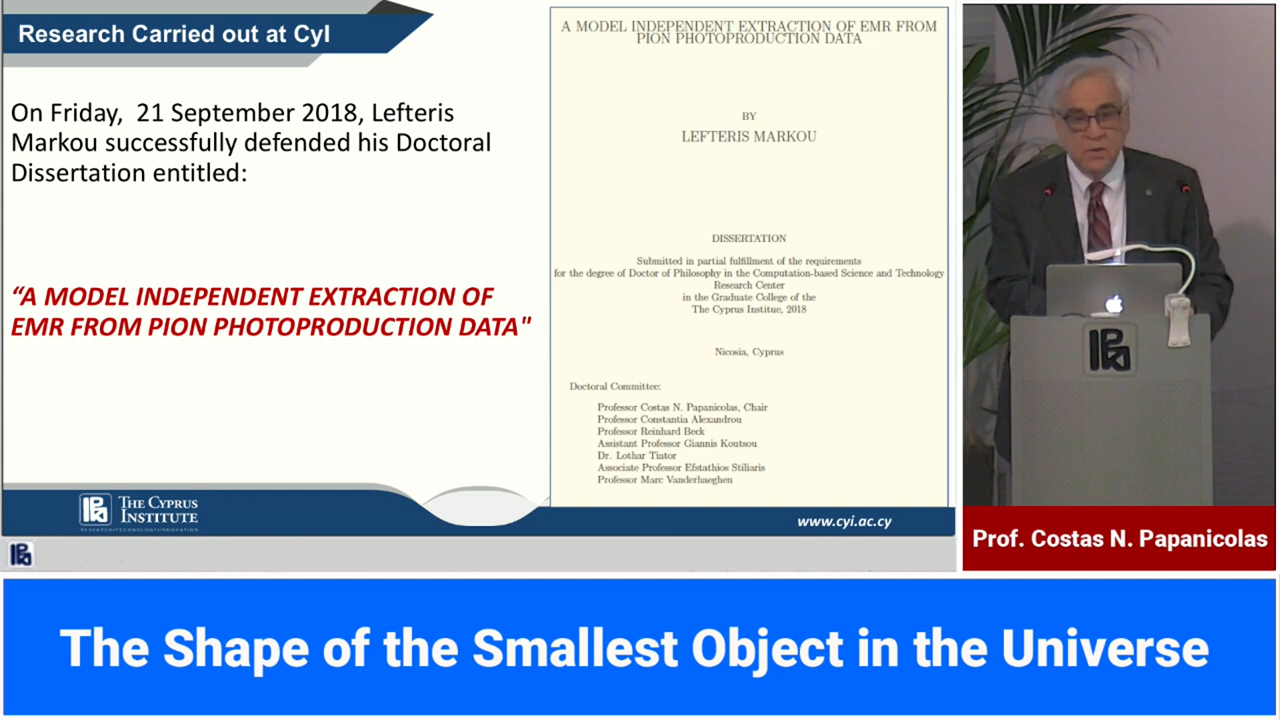 Research Carried out at CyI
On Friday, 21 September 2018, Lefteris
Markou successfully defended his Doctoral
Dissertation entitled:
“A MODEL INDEPENDENT EXTRACTION OF
EMR FROM PION PHOTOPRODUCTION DATA"
A MODEL INDEPENDENT EXTRACTION OF EMR FROM
PION PHOTOPRODUCTION DATA
BY
LEFTERIS MARKOU
DISSERTATION
Submitted in partial fulfillment of the requirements
for the degree of Doctor of Philosophy in the Computation-based Science and Technology
Research Center
in the Graduate College of the
The Cyprus Institue, 2018
Nicosia, Cyprus
Doctoral Committee:
Professor Costas N. Papanicolas, Chair
Professor Constantia Alexandrou
Professor Reinhard Beck
Assistant Professor Giannis Koutsou
Dr. Lothar Tiator
Associate Professor Efstathios Stiliaris
Professor Marc Vanderhaeghen
THE CYPRUS
INSTITUTE
RESEARCH•TECHNOLOGY•INNOVATION
www.cyi.ac.cy
Prof. Costas N. Papanicolas
The Shape of the Smallest Object in the Universe